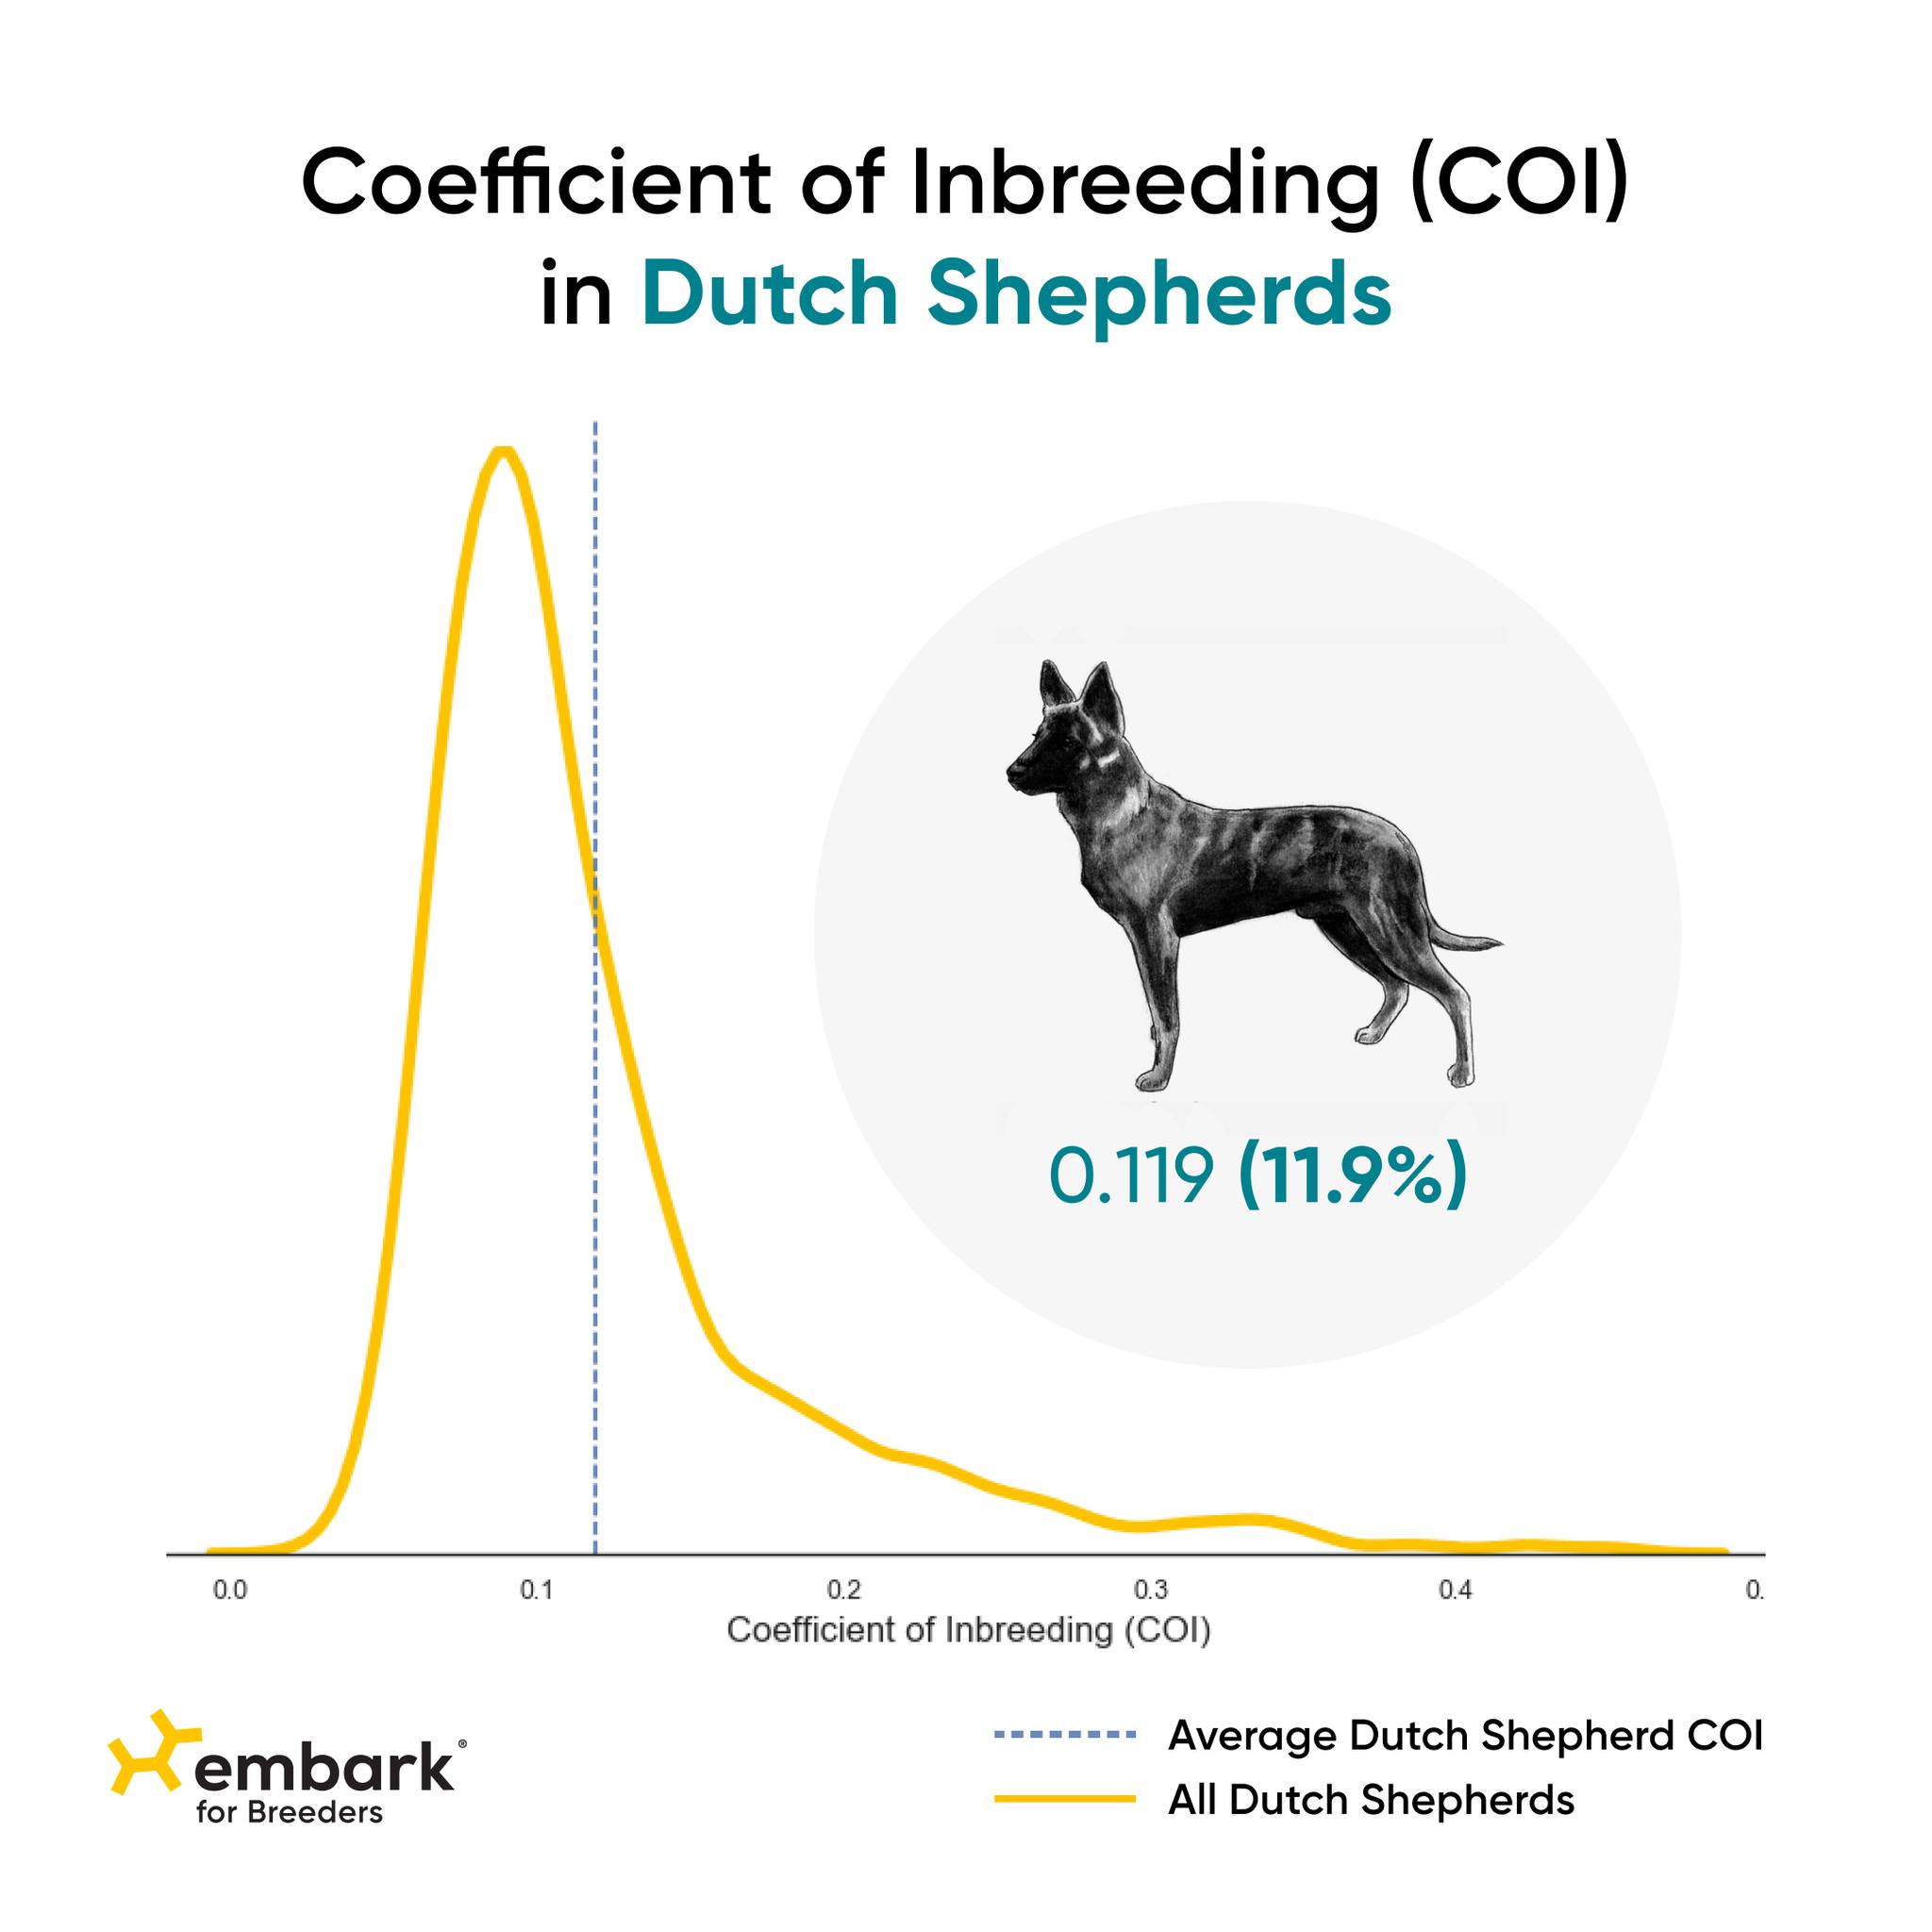 Coefficient of Inbreeding (COI)
in Dutch Shepherds
0.119 (11.9%)
0.0 0.1 0.2 0.3 0.4 0.
Coefficient of Inbreeding (COI)
embark®
for Breeders
Average Dutch Shepherd COI
All Dutch Shepherds